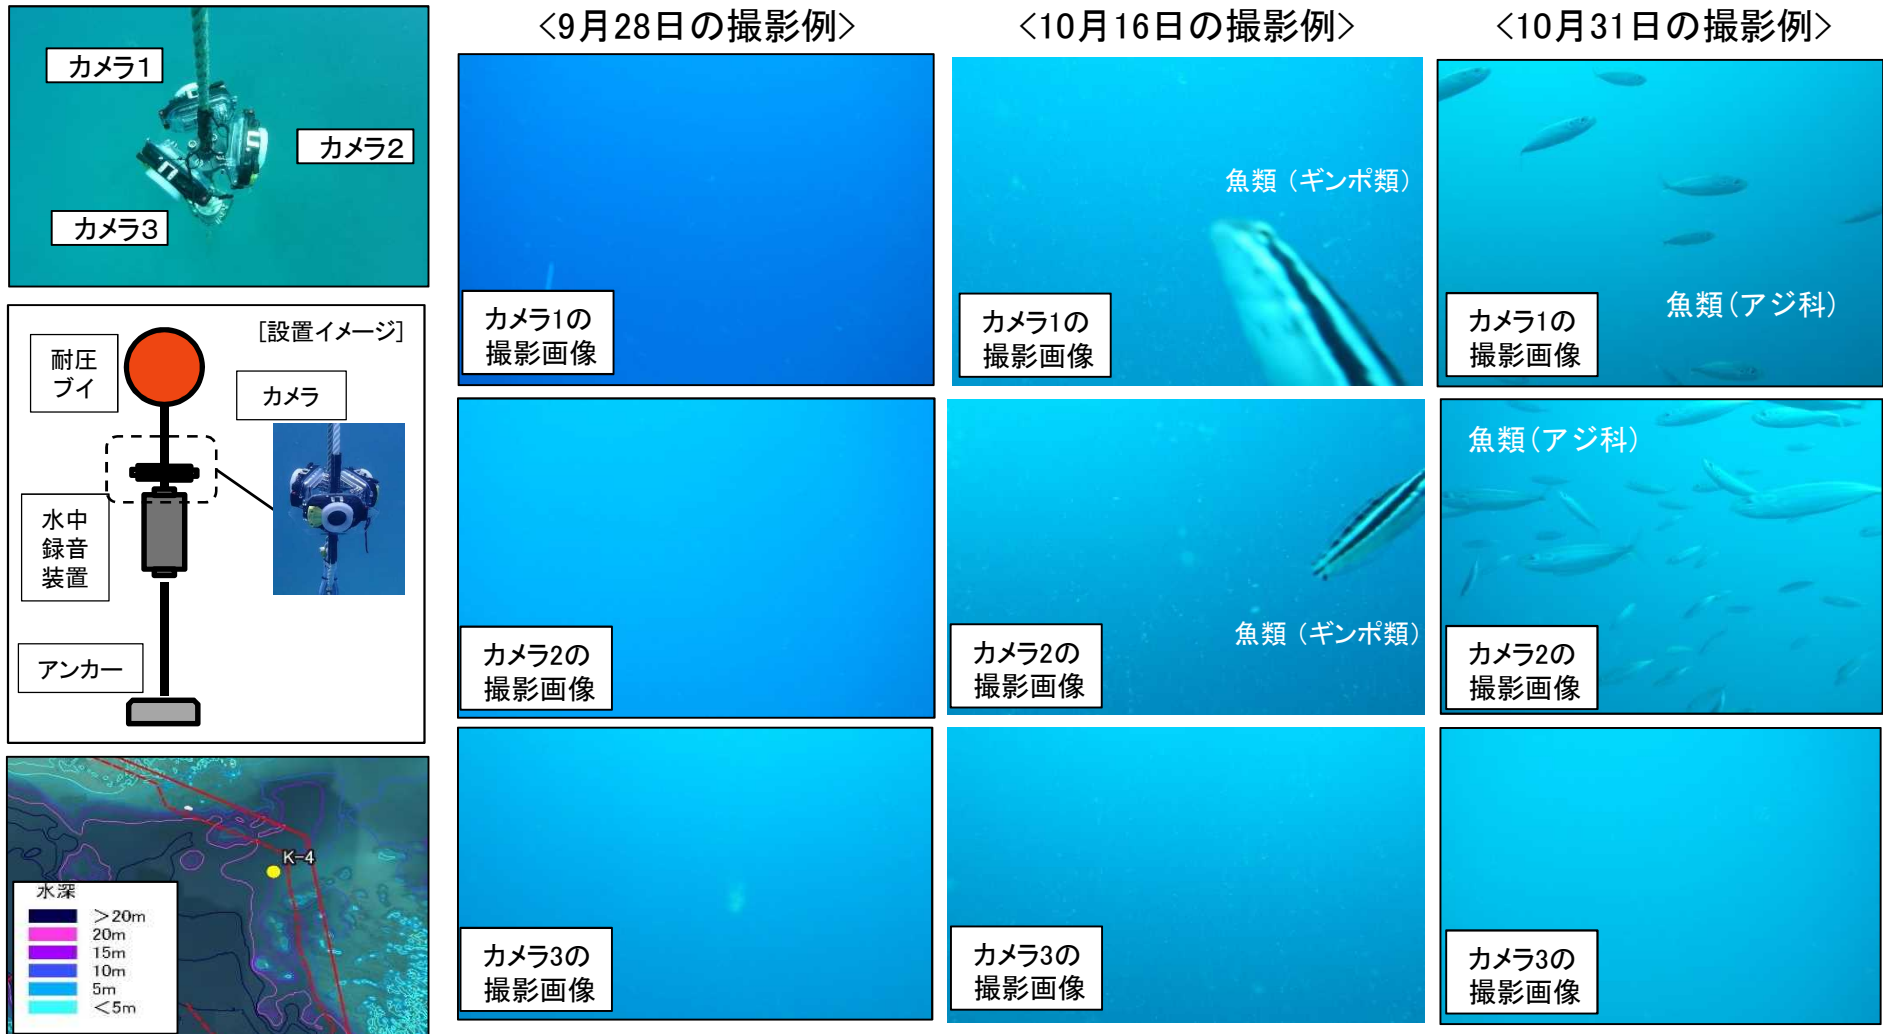 <9月28日の撮影例>
<10月16日の撮影例>
<10月31日の撮影例>
カメラ1
カメラ2
カメラ3
[設置イメージ]
耐圧
ブイ
カメラ
水中
録音
装置
アンカー
K-4
水深
>20m
20m
15m
10m
5m
<5m
カメラ1の
撮影画像
魚類（ギンポ類）
カメラ1の
撮影画像
魚類(アジ科)
カメラ1の
撮影画像
カメラ2の
撮影画像
魚類（ギンポ類）
カメラ2の
撮影画像
魚類(アジ科)
カメラ2の
撮影画像
カメラ3の
撮影画像
カメラ3の
撮影画像
カメラ3の
撮影画像